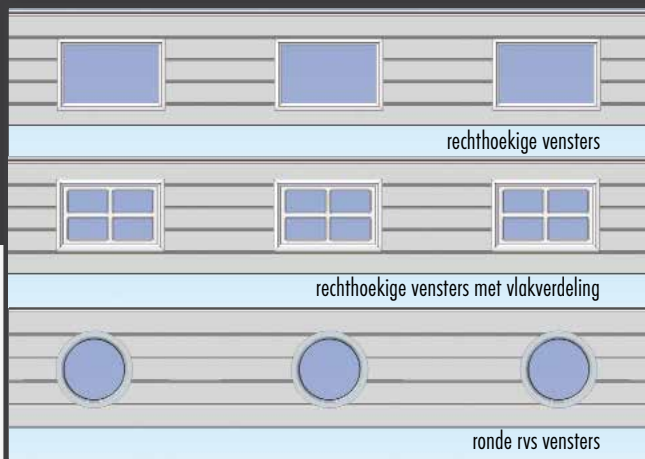 rechthoekige vensters
rechthoekige vensters met vlakverdeling
ronde rvs vensters